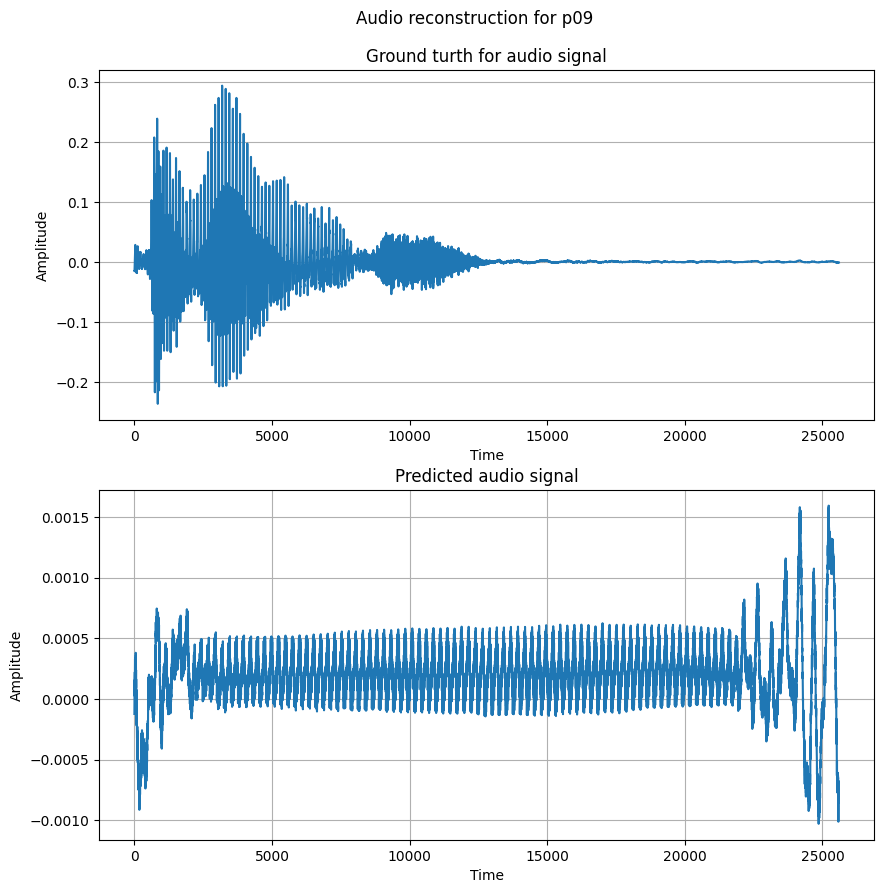 Audio reconstruction for p09
Ground turth for audio signal
0.3
0.2
0.1
0.0
−0.1
−0.2
Amplitude
0 5000 10000 15000 20000 25000
Time
Predicted audio signal
0.0015
0.0010
0.0005
0.0000
−0.0005
−0.0010
Amplitude
0 5000 10000 15000 20000 25000
Time